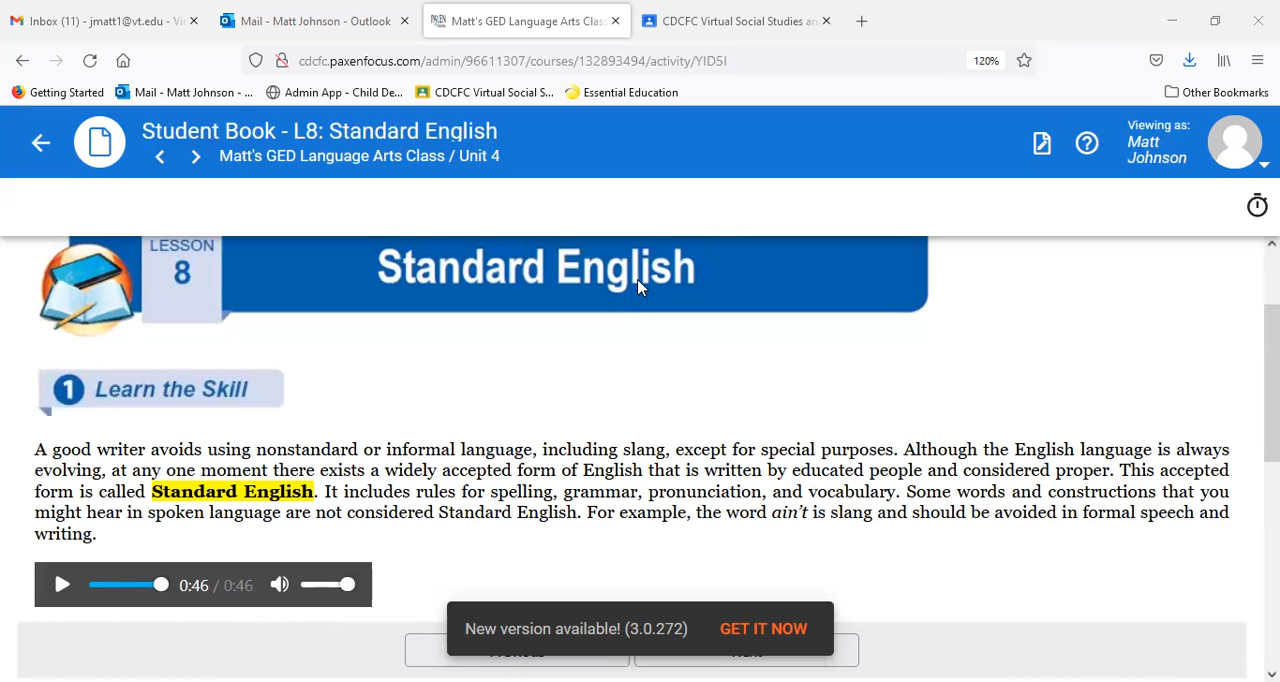 Inbox (11) - jmatt1@vt.edu - Vi
Mail - Matt Johnson - Outlook
PAXEN Matt's GED Language Arts Clas
CDCFC Virtual Social Studies an
cdcfc.paxenfocus.com/admin/96611307/courses/132893494/activity/YID5I
120%
Getting Started
Mail - Matt Johnson - ...
Admin App - Child De...
CDCFC Virtual Social S...
Essential Education
Other Bookmarks
Student Book - L8: Standard English
Matt's GED Language Arts Class / Unit 4
Viewing as:
Matt
Johnson
LESSON
8
Standard English
1 Learn the Skill
A good writer avoids using nonstandard or informal language, including slang, except for special purposes. Although the English language is always
evolving, at any one moment there exists a widely accepted form of English that is written by educated people and considered proper. This accepted
form is called Standard English. It includes rules for spelling, grammar, pronunciation, and vocabulary. Some words and constructions that you
might hear in spoken language are not considered Standard English. For example, the word ain't is slang and should be avoided in formal speech and
writing.
0:46 / 0:46
New version available! (3.0.272)
GET IT NOW